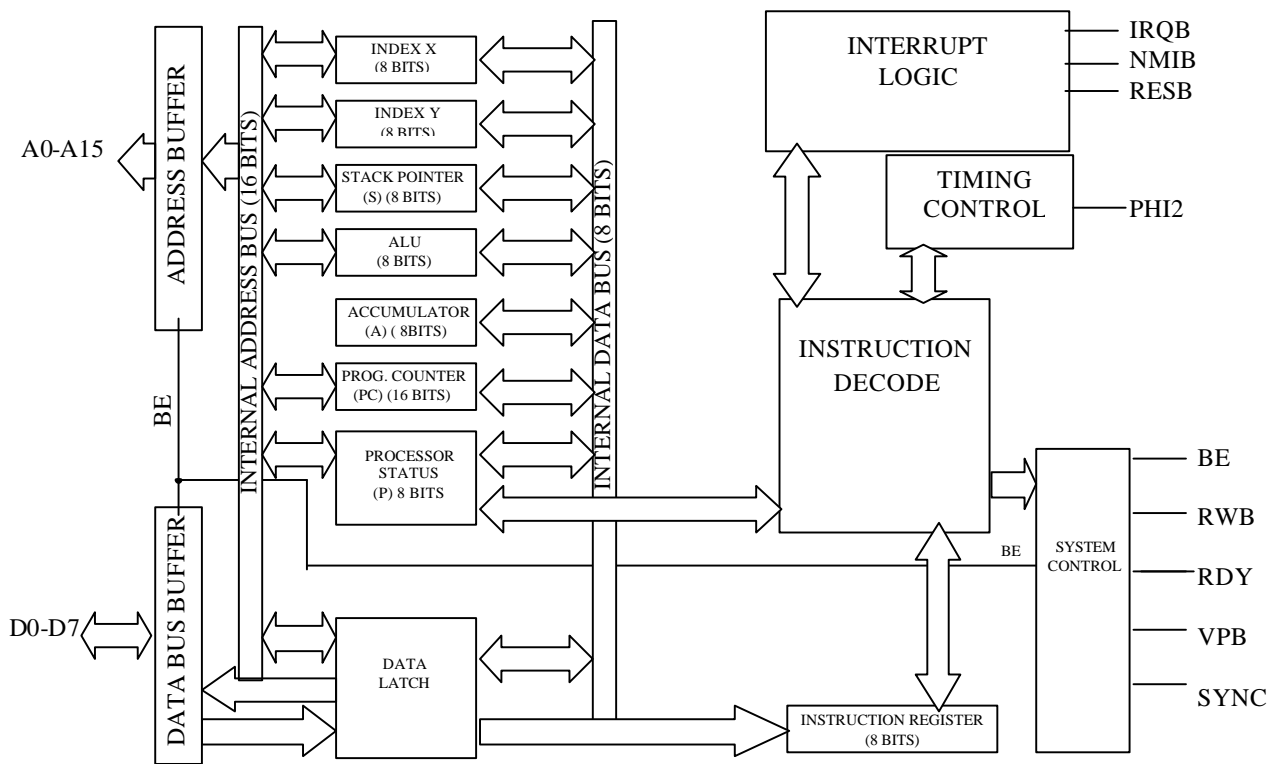 A0-A15
ADDRESS BUFFER
BE
DATA BUS BUFFER
D0-D7
INTERNAL ADDRESS BUS (16 BITS)
INDEX X
(8 BITS)
INDEX Y
(8 BITS)
STACK POINTER
(S) (8 BITS)
ALU
(8 BITS)
ACCUMULATOR
(A) ( 8BITS)
PROG. COUNTER
(PC) (16 BITS)
PROCESSOR
STATUS
(P) 8 BITS
DATA
LATCH
INTERNAL DATA BUS (8 BITS)
INTERRUPT
LOGIC
IRQB
NMIB
RESB
TIMING
CONTROL
PHI2
INSTRUCTION
DECODE
BE
SYSTEM
CONTROL
BE
RWB
RDY
VPB
SYNC
INSTRUCTION REGISTER
(8 BITS)